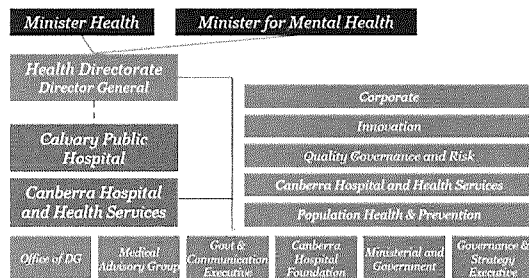 Minister Health
Minister for Mental Health
Health Directorate
Director General
Calvary Public
Hospital
Canberra Hospital
and Health Services
Corporate
Innovation
Quality Governance and Risk
Canberra Hospital and Health Services
Population Health & Prevention
Office of DG
Medical
Advisory Group
Govt &
Communication
Executive
Canberra
Hospital
Foundation
Ministerial and
Government
Governance &
Strategy
Executive